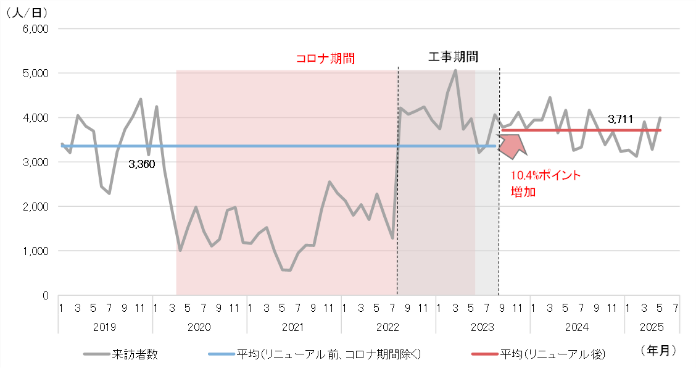 (人/日)
コロナ期間
工事期間
6,000
5,000
4,000
3,000
2,000
1,000
0
3,360
3,711
10.4%ポイント
増加
1 3 5 7 9 11 1 3 5 7 9 11 1 3 5 7 9 11 1 3 5 7 9 11 1 3 5 7 9 11 1 3 5 7 9 11 1 3 5 7
2019 2020 2021 2022 2023 2024 2025
(年月)
来訪者数 平均(リニューアル前、コロナ期間除く) 平均(リニューアル後)